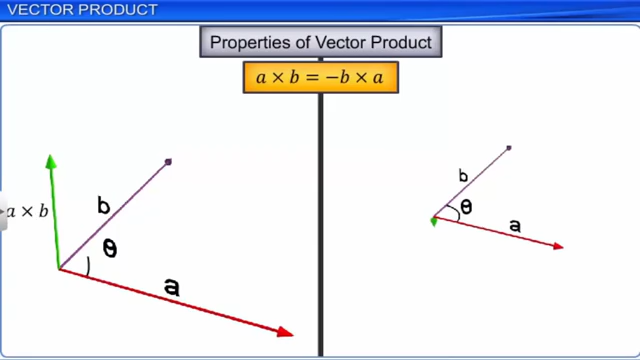 VECTOR PRODUCT
Properties of Vector Product
a × b = −b × a
a × b
b
θ
a
b
θ
a